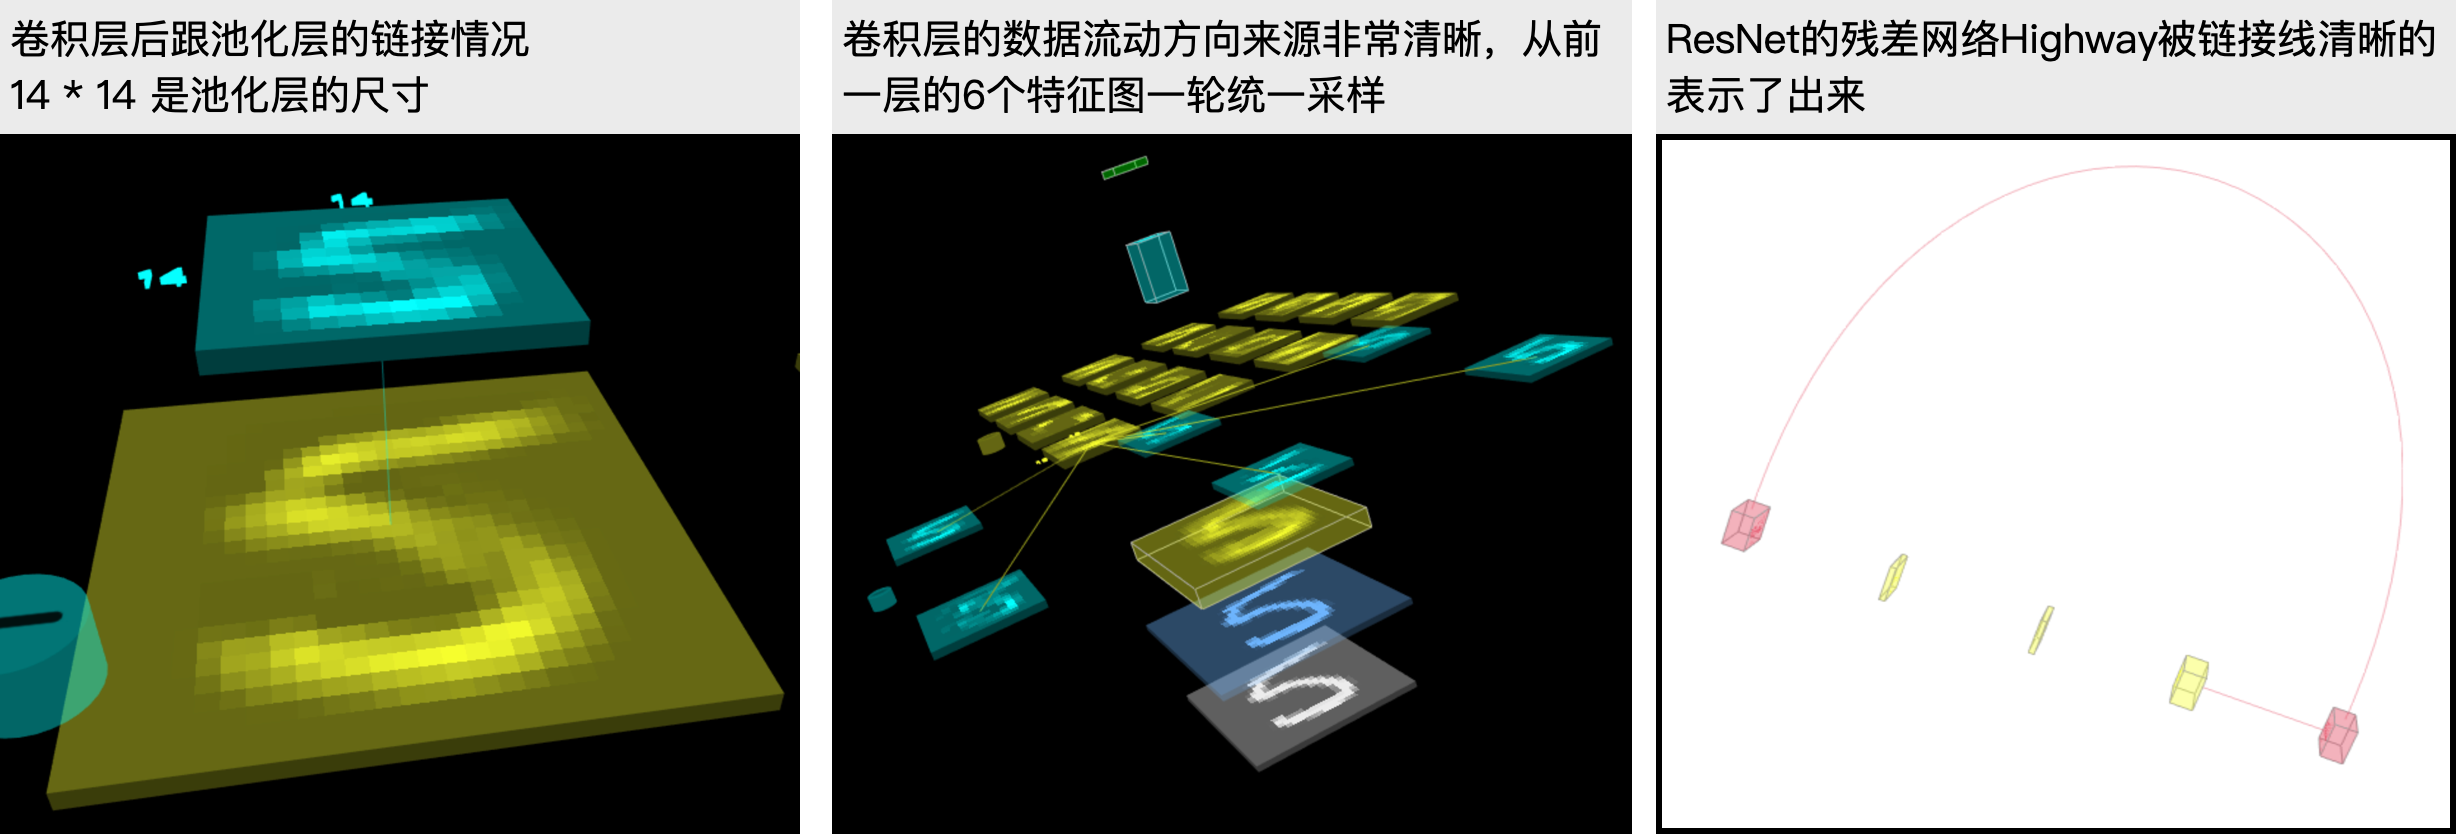 卷积层后跟池化层的链接情况
14 * 14 是池化层的尺寸
卷积层的数据流动方向来源非常清晰，从前
一层的6个特征图一轮统一采样
ResNet的残差网络Highway被链接线清晰的
表示了出来
14
14